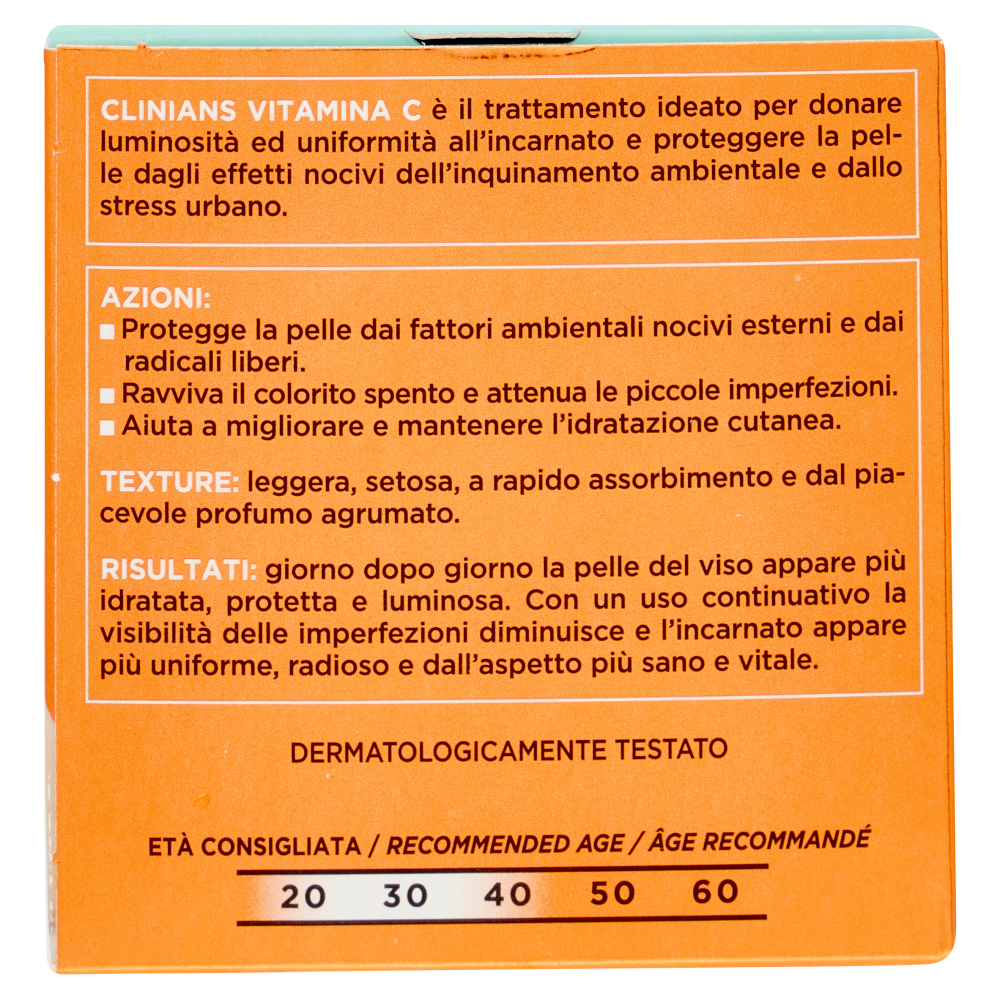 CLINIANS VITAMINA C è il trattamento ideato per donare
luminosità ed uniformità all'incarnato e proteggere la pel-
le dagli effetti nocivi dell'inquinamento ambientale e dallo
stress urbano.
AZIONI:
Protegge la pelle dai fattori ambientali nocivi esterni e dai
radicali liberi.
Ravviva il colorito spento e attenua le piccole imperfezioni.
Aiuta a migliorare e mantenere l'idratazione cutanea.
TEXTURE: leggera, setosa, a rapido assorbimento e dal pia-
cevole profumo agrumato.
RISULTATI: giorno dopo giorno la pelle del viso appare più
idratata, protetta e luminosa. Con un uso continuativo la
visibilità delle imperfezioni diminuisce e l'incarnato appare
più uniforme, radioso e dall'aspetto più sano e vitale.
DERMATOLOGICAMENTE TESTATO
ETÀ CONSIGLIATA / RECOMMENDED AGE / ÂGE RECOMMANDÉ
20 30 40 50 60